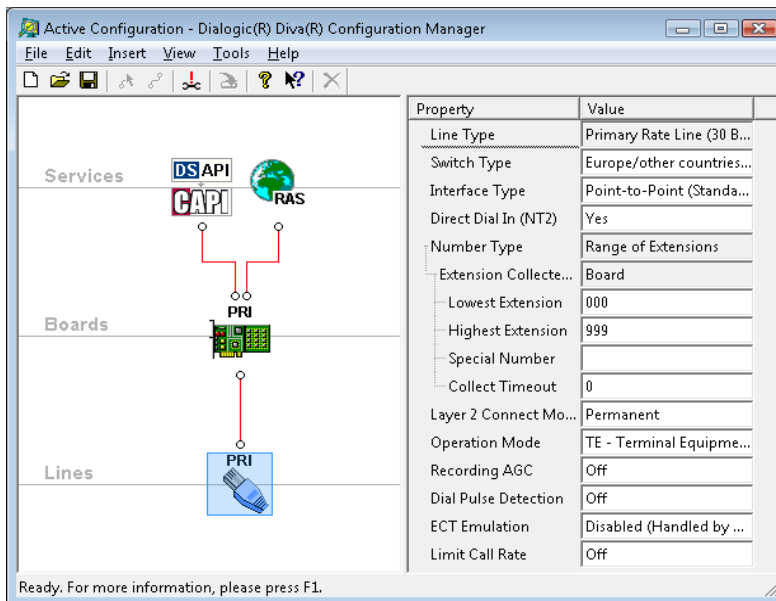 Active Configuration - Dialogic(R) Diva(R) Configuration Manager
File Edit Insert View Tools Help
Services
DS API
CAPI
RAS
Boards
PRI
Lines
PRI
Property Value
Line Type Primary Rate Line (30 B...
Switch Type Europe/other countries...
Interface Type Point-to-Point (Standa...
Direct Dial In (NT2) Yes
Number Type Range of Extensions
Extension Collecte... Board
Lowest Extension 000
Highest Extension 999
Special Number
Collect Timeout 0
Layer 2 Connect Mo... Permanent
Operation Mode TE - Terminal Equipme...
Recording AGC Off
Dial Pulse Detection Off
ECT Emulation Disabled (Handled by ...
Limit Call Rate Off
Ready. For more information, please press F1.